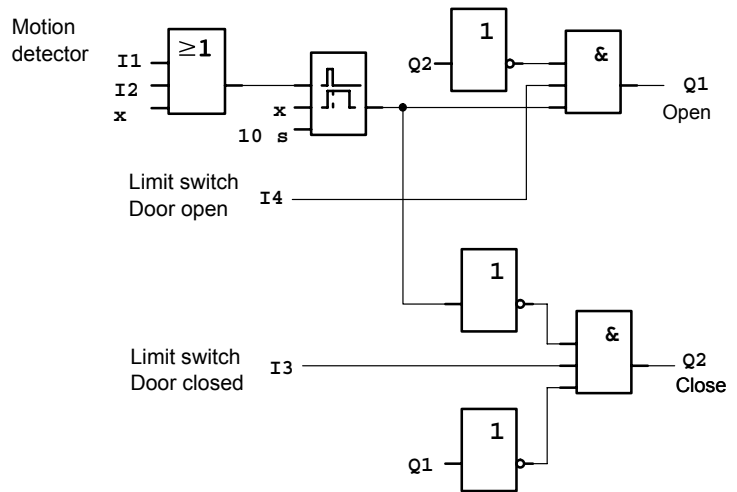 Motion
detector
I1
I2
x
≥1
x
10 s
Q2
1
&
Q1
Open
Limit switch
Door open
I4
1
Limit switch
Door closed
I3
&
Q2
Close
1
Q1